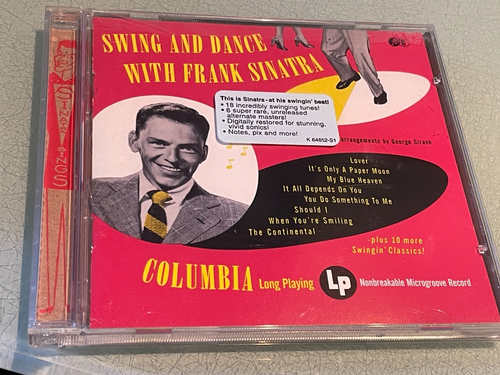 SWING AND DANCE
WITH FRANK SINATRA
This is Sinatra - at his swingin' best!
• 18 incredibly swinging tunes!
• 6 super rare, unreleased
alternate masters!
• Digitally restored for stunning,
vivid sonics!
• Notes, pix and more!
K 64852-S1
arrangements by George Siravo
Lover
It's Only A Paper Moon
My Blue Heaven
It All Depends On You
You Do Something To Me
Should I
When You're Smiling
The Continental
-plus 10 more
Swingin' Classics!
COLUMBIA Long Playing Lp Nonbreakable Microgroove Record
SINATRA SINGS